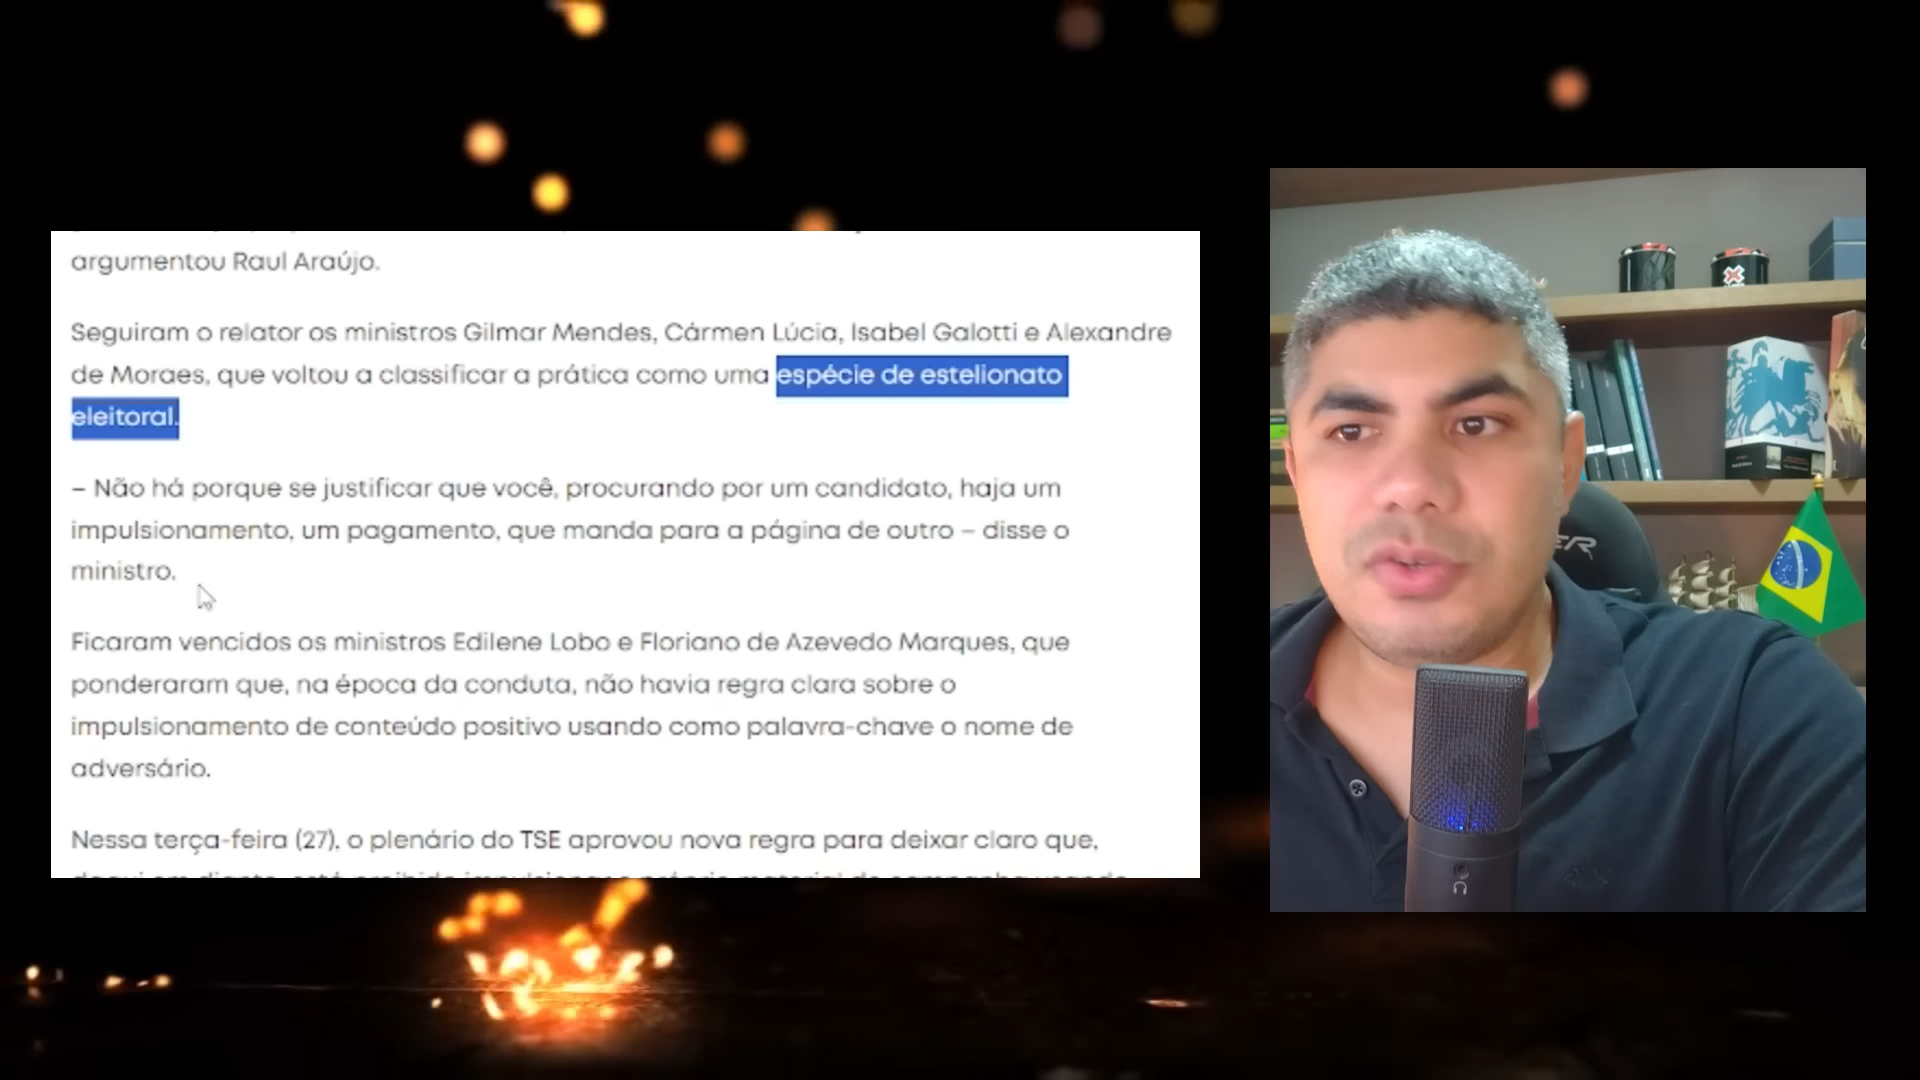 argumentou Raul Araújo.
Seguiram o relator os ministros Gilmar Mendes, Cármen Lúcia, Isabel Galotti e Alexandre
de Moraes, que voltou a classificar a prática como uma espécie de estelionato
eleitoral.
– Não há porque se justificar que você, procurando por um candidato, haja um
impulsionamento, um pagamento, que manda para a página de outro – disse o
ministro.
Ficaram vencidos os ministros Edilene Lobo e Floriano de Azevedo Marques, que
ponderaram que, na época da conduta, não havia regra clara sobre o
impulsionamento de conteúdo positivo usando como palavra-chave o nome de
adversário.
Nessa terça-feira (27), o plenário do TSE aprovou nova regra para deixar claro que,